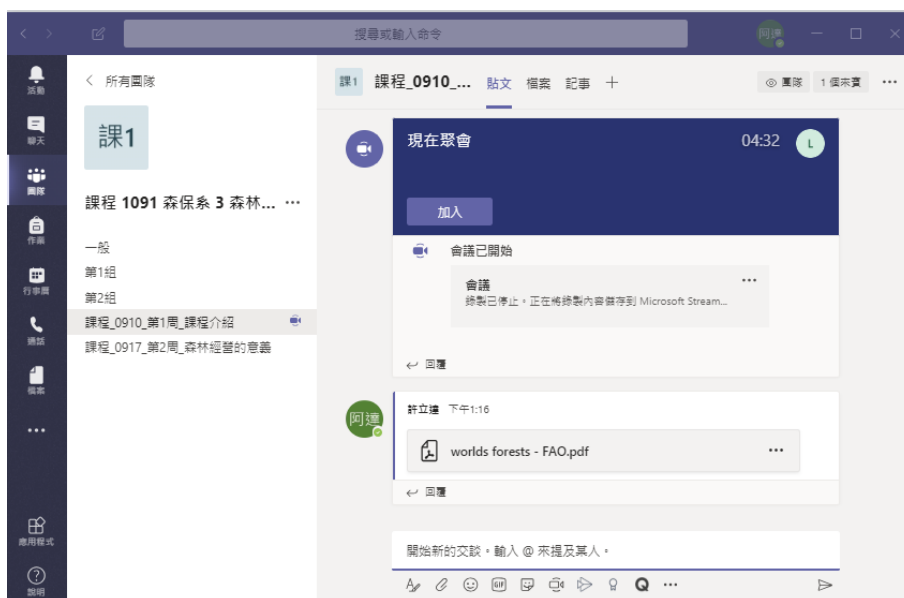 搜尋或輸入命令
阿達
活動
聊天
團隊
作業
行事曆
通話
檔案
應用程式
說明
所有團隊
課1
課程 1091 森保系 3 森林... ...
一般
第1組
第2組
課程_0910_第1周_課程介紹
課程_0917_第2周_森林經營的意義
課1 課程_0910_... 貼文 檔案 記事 +
團隊 1 個來賓 ...
現在聚會 04:32 L
加入
會議已開始
會議 ...
錄製已停止。正在將錄製內容儲存到 Microsoft Stream...
回覆
阿達 許立達 下午1:16
worlds forests - FAO.pdf ...
回覆
開始新的交談。輸入 @ 來提及某人。
GIF Q ...